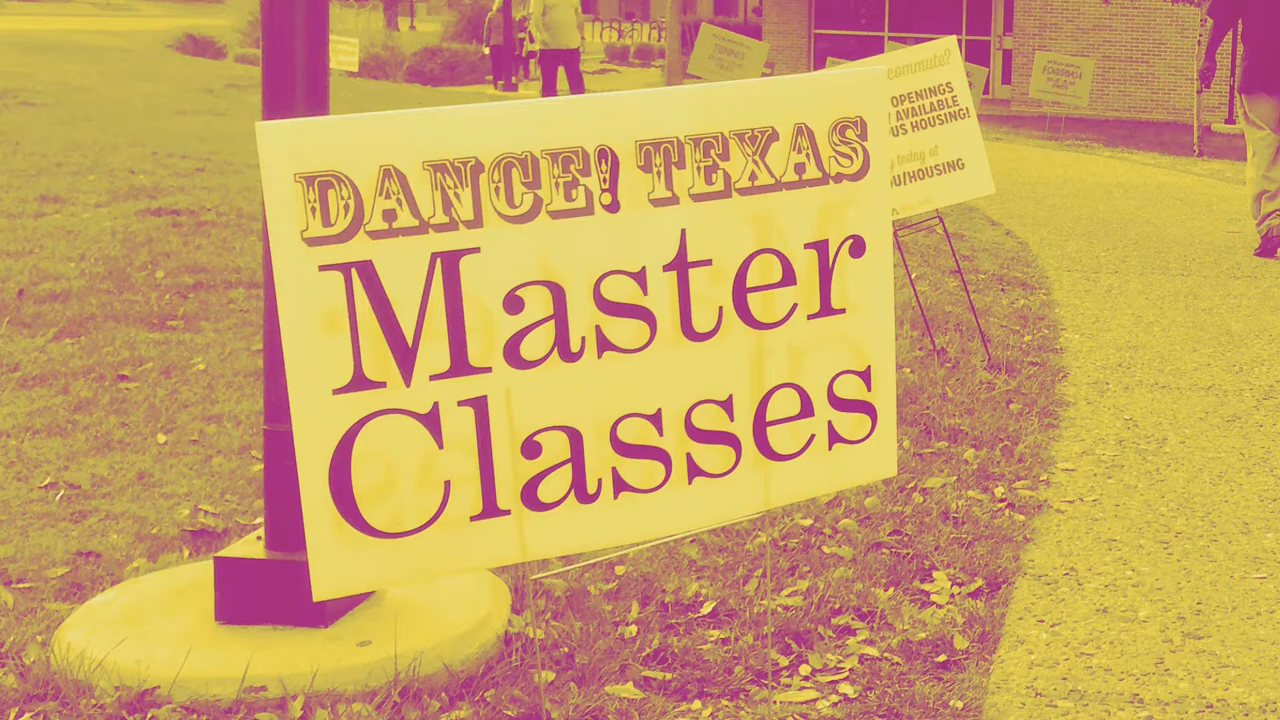 DANCE! TEXAS
Master
Classes
commute?
OPENINGS
AVAILABLE
US HOUSING!
today at
U/HOUSING